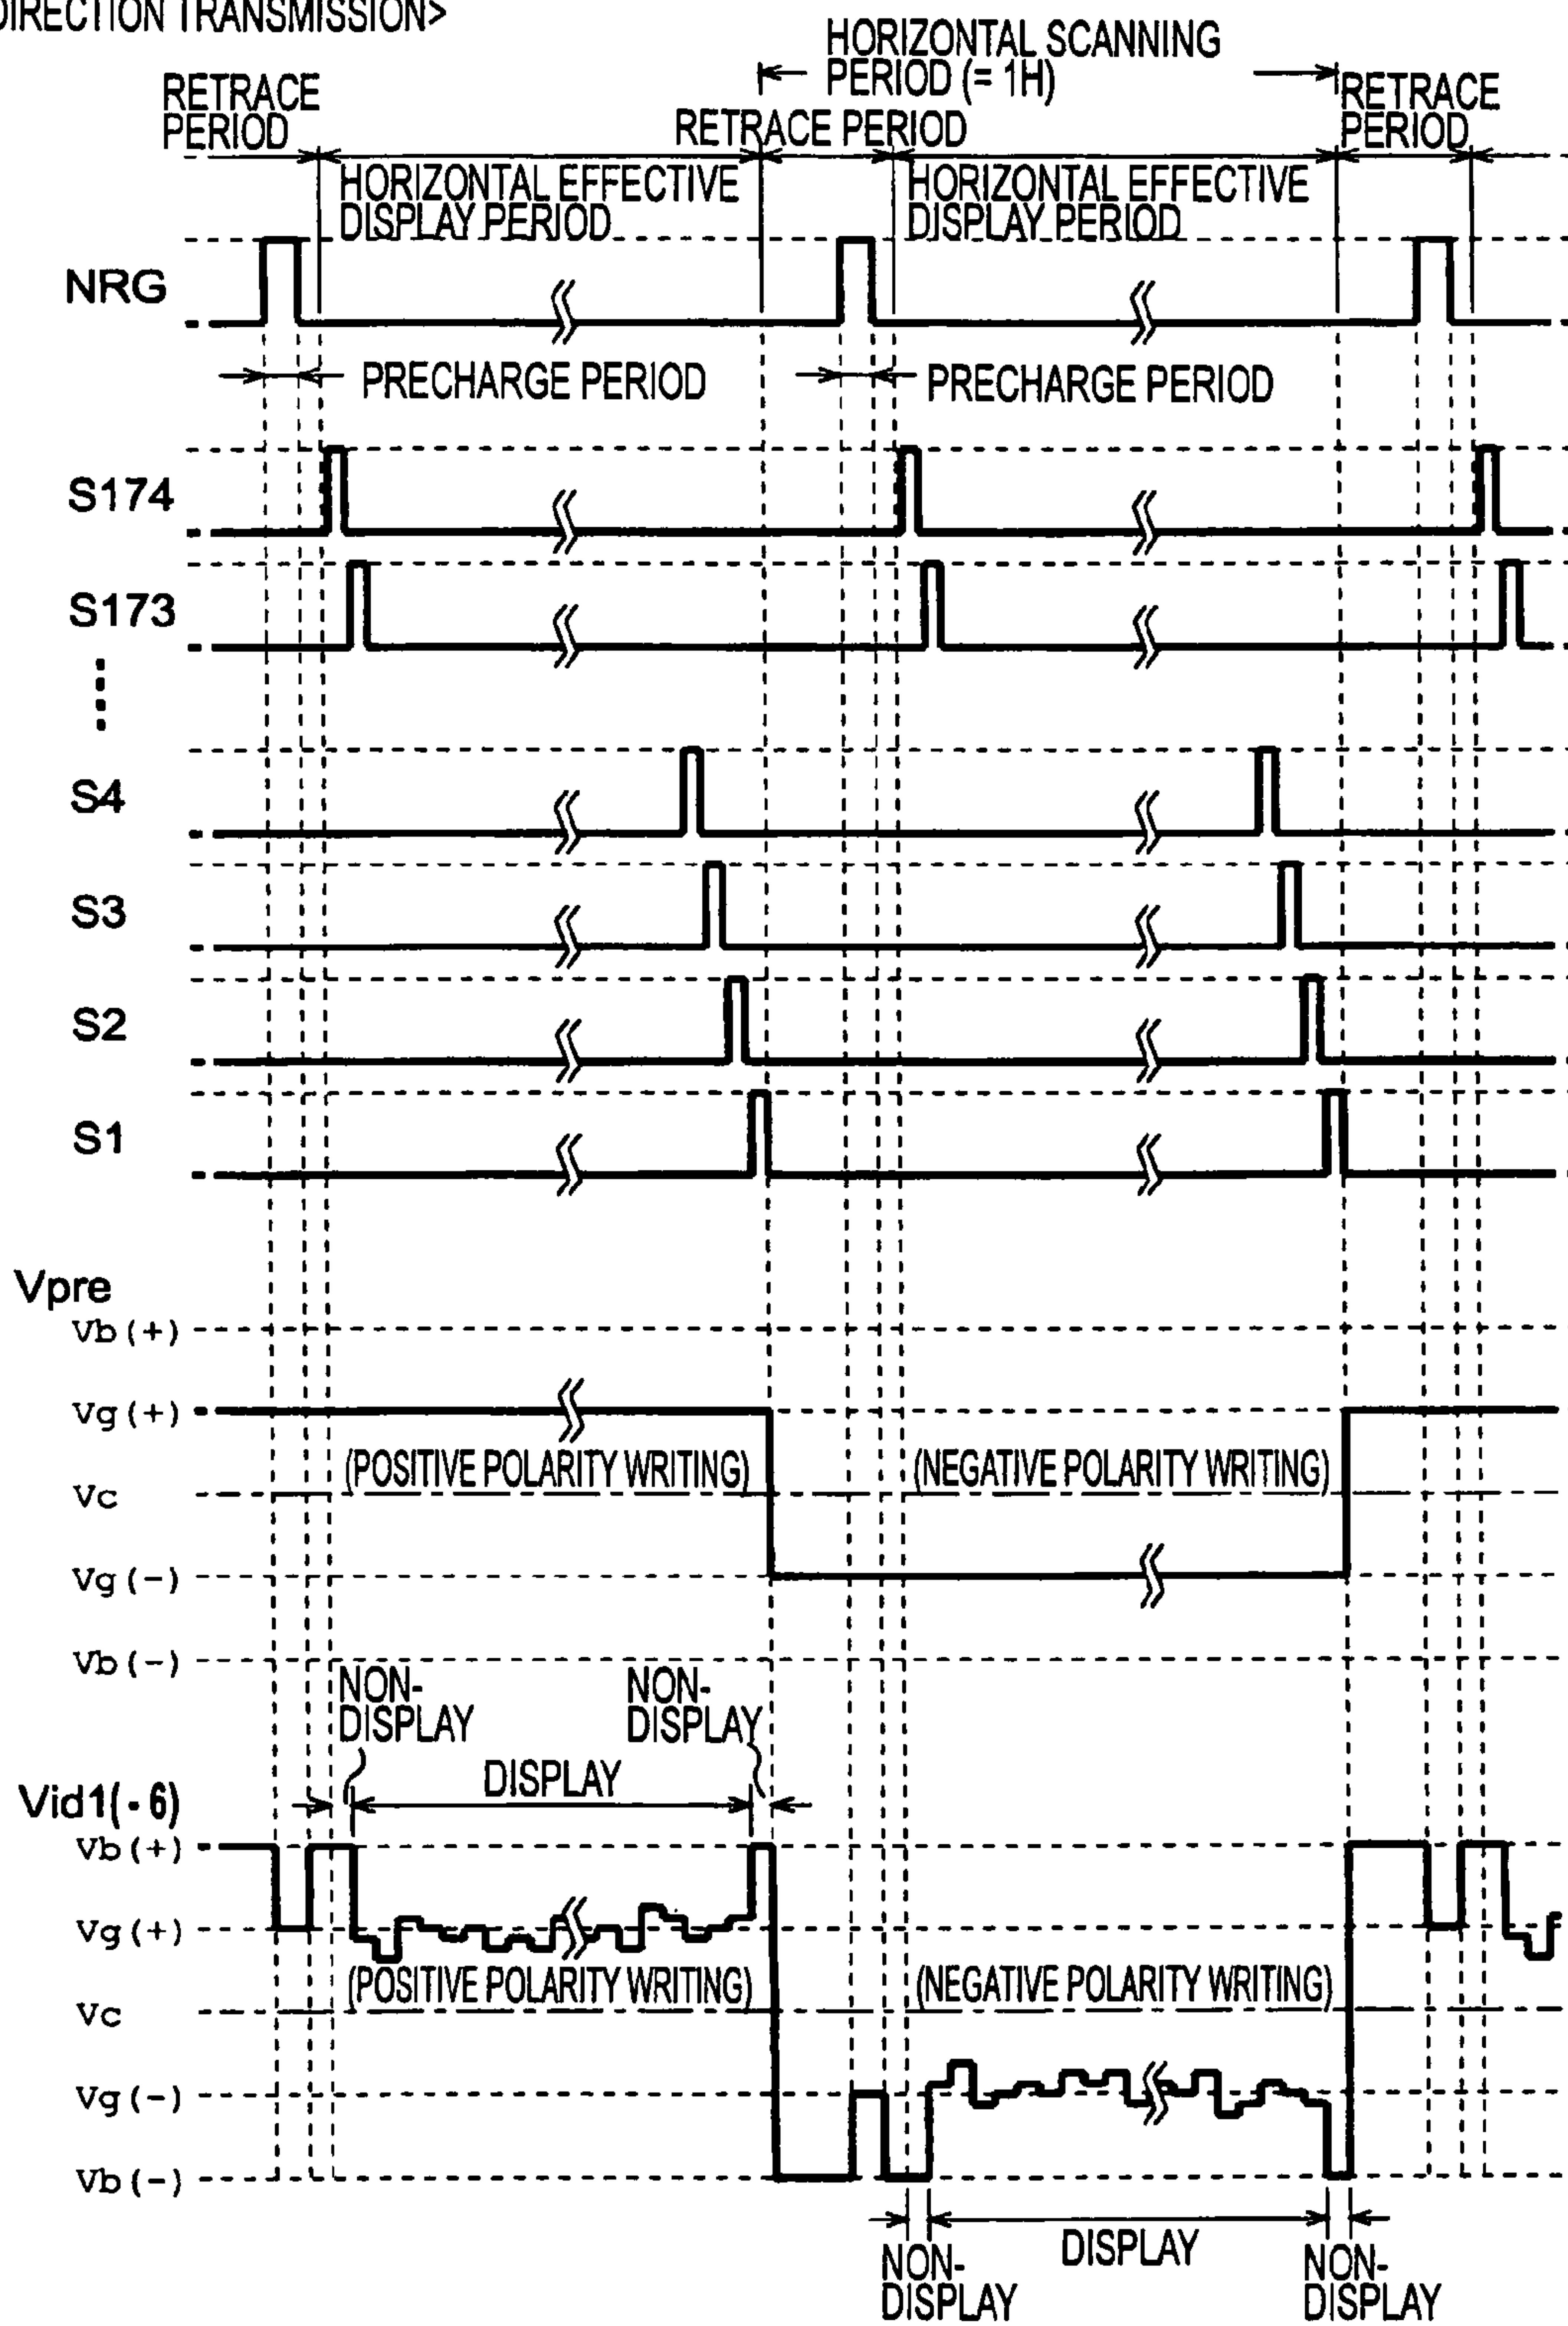 DIRECTION TRANSMISSION>
HORIZONTAL SCANNING
PERIOD (= 1H)
RETRACE
PERIOD
RETRACE PERIOD
RETRACE
PERIOD
HORIZONTAL EFFECTIVE
DISPLAY PERIOD
HORIZONTAL EFFECTIVE
DISPLAY PERIOD
NRG
PRECHARGE PERIOD
PRECHARGE PERIOD
S174
S173
S4
S3
S2
S1
Vpre
Vb (+)
Vg (+)
(POSITIVE POLARITY WRITING)
(NEGATIVE POLARITY WRITING)
Vc
Vg (-)
Vb (-)
NON-
DISPLAY
NON-
DISPLAY
DISPLAY
Vid1(-6)
Vb (+)
Vg (+)
(POSITIVE POLARITY WRITING)
(NEGATIVE POLARITY WRITING)
Vc
Vg (-)
Vb (-)
NON-
DISPLAY
DISPLAY
NON-
DISPLAY